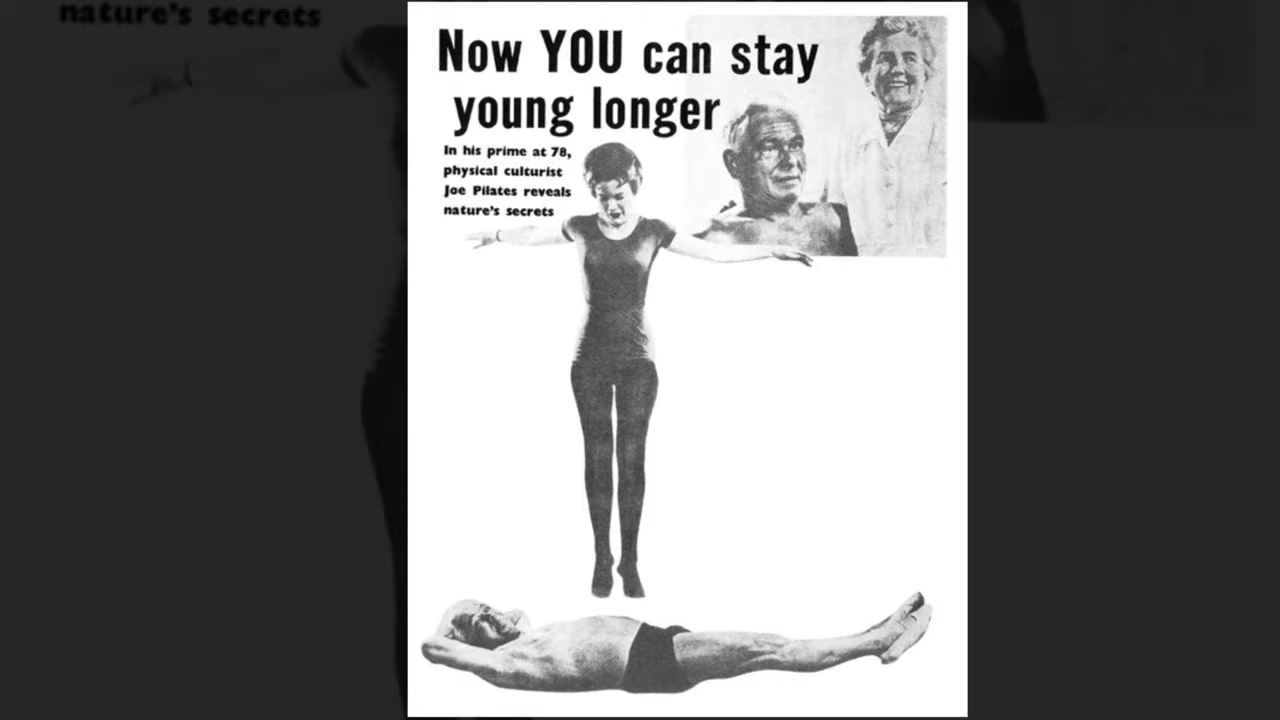 nature's secrets
Now YOU can stay
young longer
In his prime at 78,
physical culturist
Joe Pilates reveals
nature's secrets